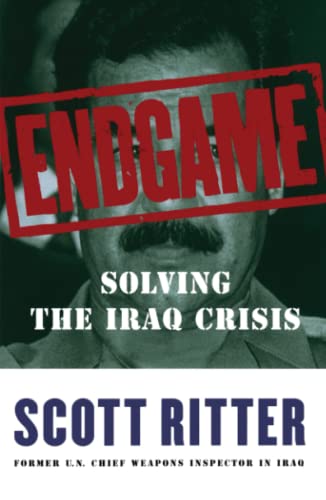 ENDGAME
SOLVING
THE IRAQ CRISIS
SCOTT RITTER
FORMER U.N. CHIEF WEAPONS INSPECTOR IN IRAQ